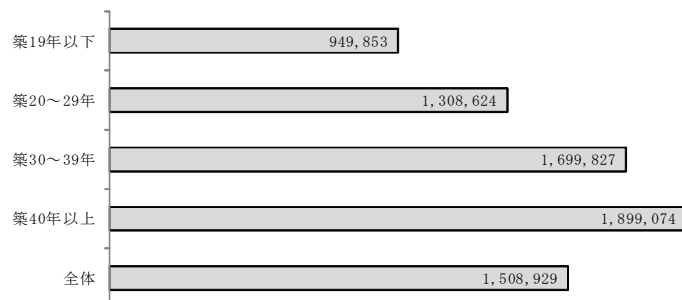 築19年以下 949,853
築20～29年 1,308,624
築30～39年 1,699,827
築40年以上 1,899,074
全体 1,508,929